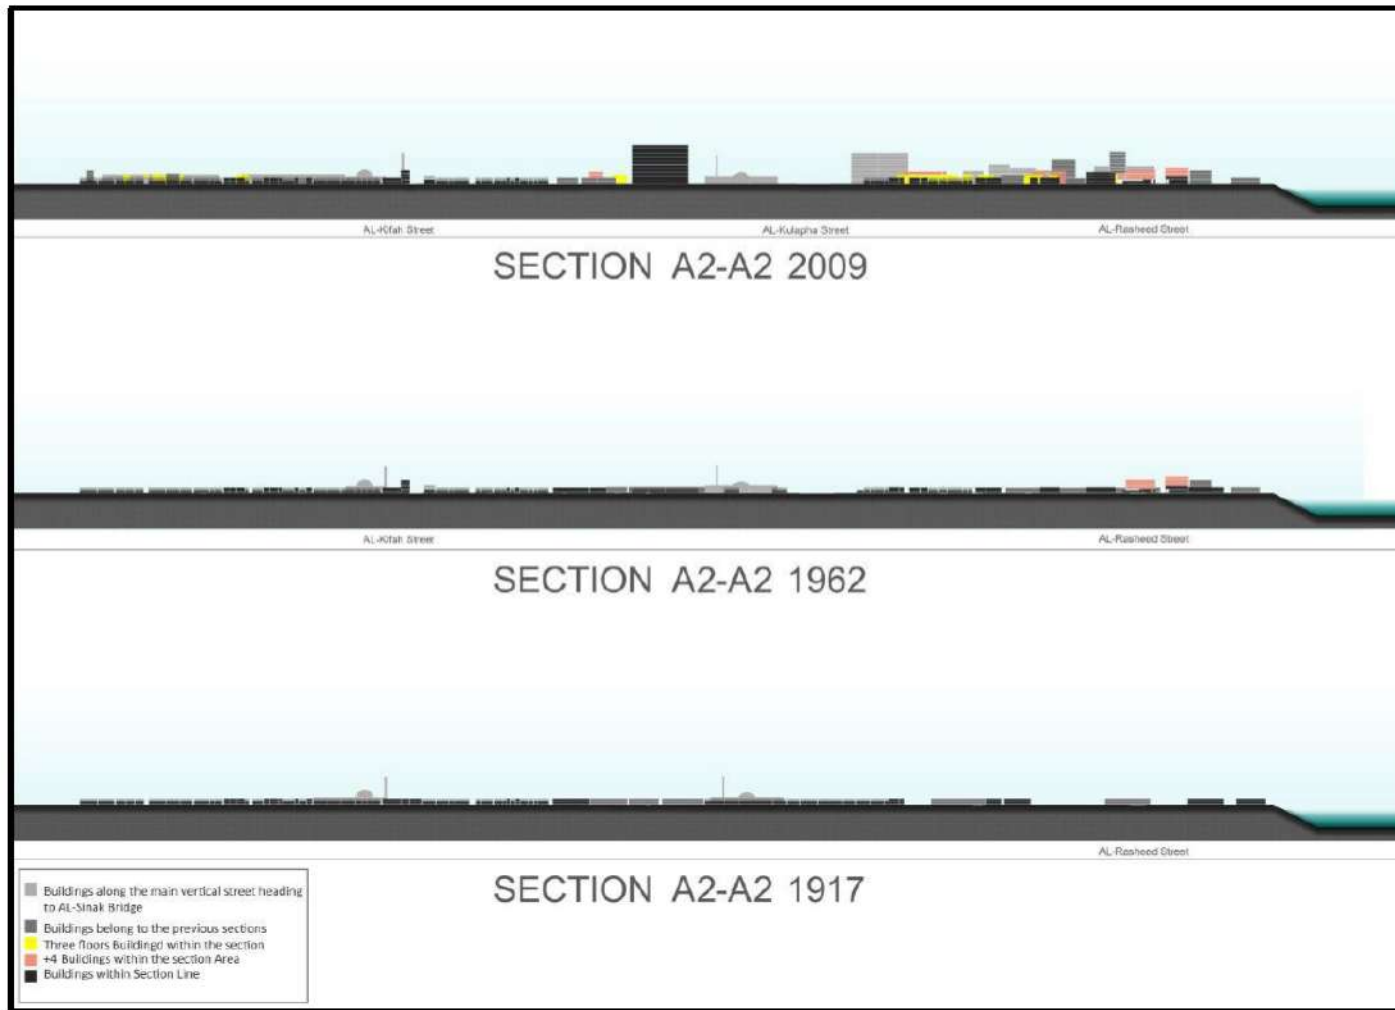 AL-Kifah Street AL-Kulapha Street AL-Rasheed Street
SECTION A2-A2 2009
AL-Kifah Street AL-Rasheed Street
SECTION A2-A2 1962
AL-Rasheed Street
SECTION A2-A2 1917
Buildings along the main vertical street heading
to AL-Sinak Bridge
Buildings belong to the previous sections
Three floors Buildingd within the section
+4 Buildings within the section Area
Buildings within Section Line